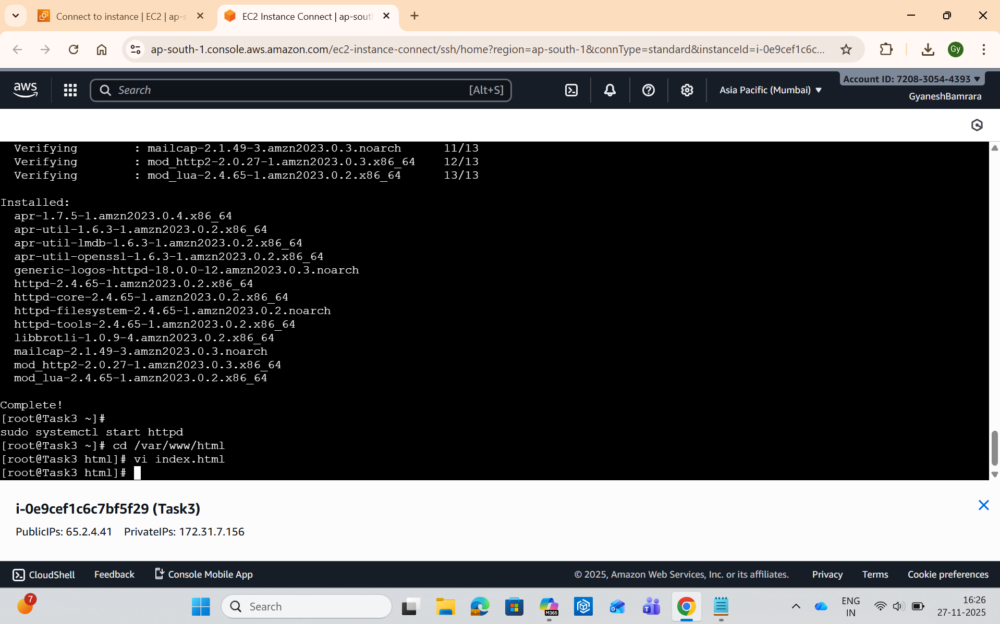 Connect to instance | EC2 | ap-s
EC2 Instance Connect | ap-sout
ap-south-1.console.aws.amazon.com/ec2-instance-connect/ssh/home?region=ap-south-1&connType=standard&instanceId=i-0e9cef1c6c...
Gy
aws
Search
[Alt+S]
Asia Pacific (Mumbai)
Account ID: 7208-3054-4393
GyaneshBamrara
Verifying : mailcap-2.1.49-3.amzn2023.0.3.noarch 11/13
Verifying : mod_http2-2.0.27-1.amzn2023.0.3.x86_64 12/13
Verifying : mod_lua-2.4.65-1.amzn2023.0.2.x86_64 13/13
Installed:
apr-1.7.5-1.amzn2023.0.4.x86_64
apr-util-1.6.3-1.amzn2023.0.2.x86_64
apr-util-lmdb-1.6.3-1.amzn2023.0.2.x86_64
apr-util-openssl-1.6.3-1.amzn2023.0.2.x86_64
generic-logos-httpd-18.0.0-12.amzn2023.0.3.noarch
httpd-2.4.65-1.amzn2023.0.2.x86_64
httpd-core-2.4.65-1.amzn2023.0.2.x86_64
httpd-filesystem-2.4.65-1.amzn2023.0.2.noarch
httpd-tools-2.4.65-1.amzn2023.0.2.x86_64
libbrotli-1.0.9-4.amzn2023.0.2.x86_64
mailcap-2.1.49-3.amzn2023.0.3.noarch
mod_http2-2.0.27-1.amzn2023.0.3.x86_64
mod_lua-2.4.65-1.amzn2023.0.2.x86_64
Complete!
[root@Task3 ~]#
sudo systemctl start httpd
[root@Task3 ~]# cd /var/www/html
[root@Task3 html]# vi index.html
[root@Task3 html]#
i-0e9cef1c6c7bf5f29 (Task3)
PublicIPs: 65.2.4.41 PrivateIPs: 172.31.7.156
CloudShell Feedback Console Mobile App
© 2025, Amazon Web Services, Inc. or its affiliates. Privacy Terms Cookie preferences
7
Search
M365
ENG
IN
16:26
27-11-2025